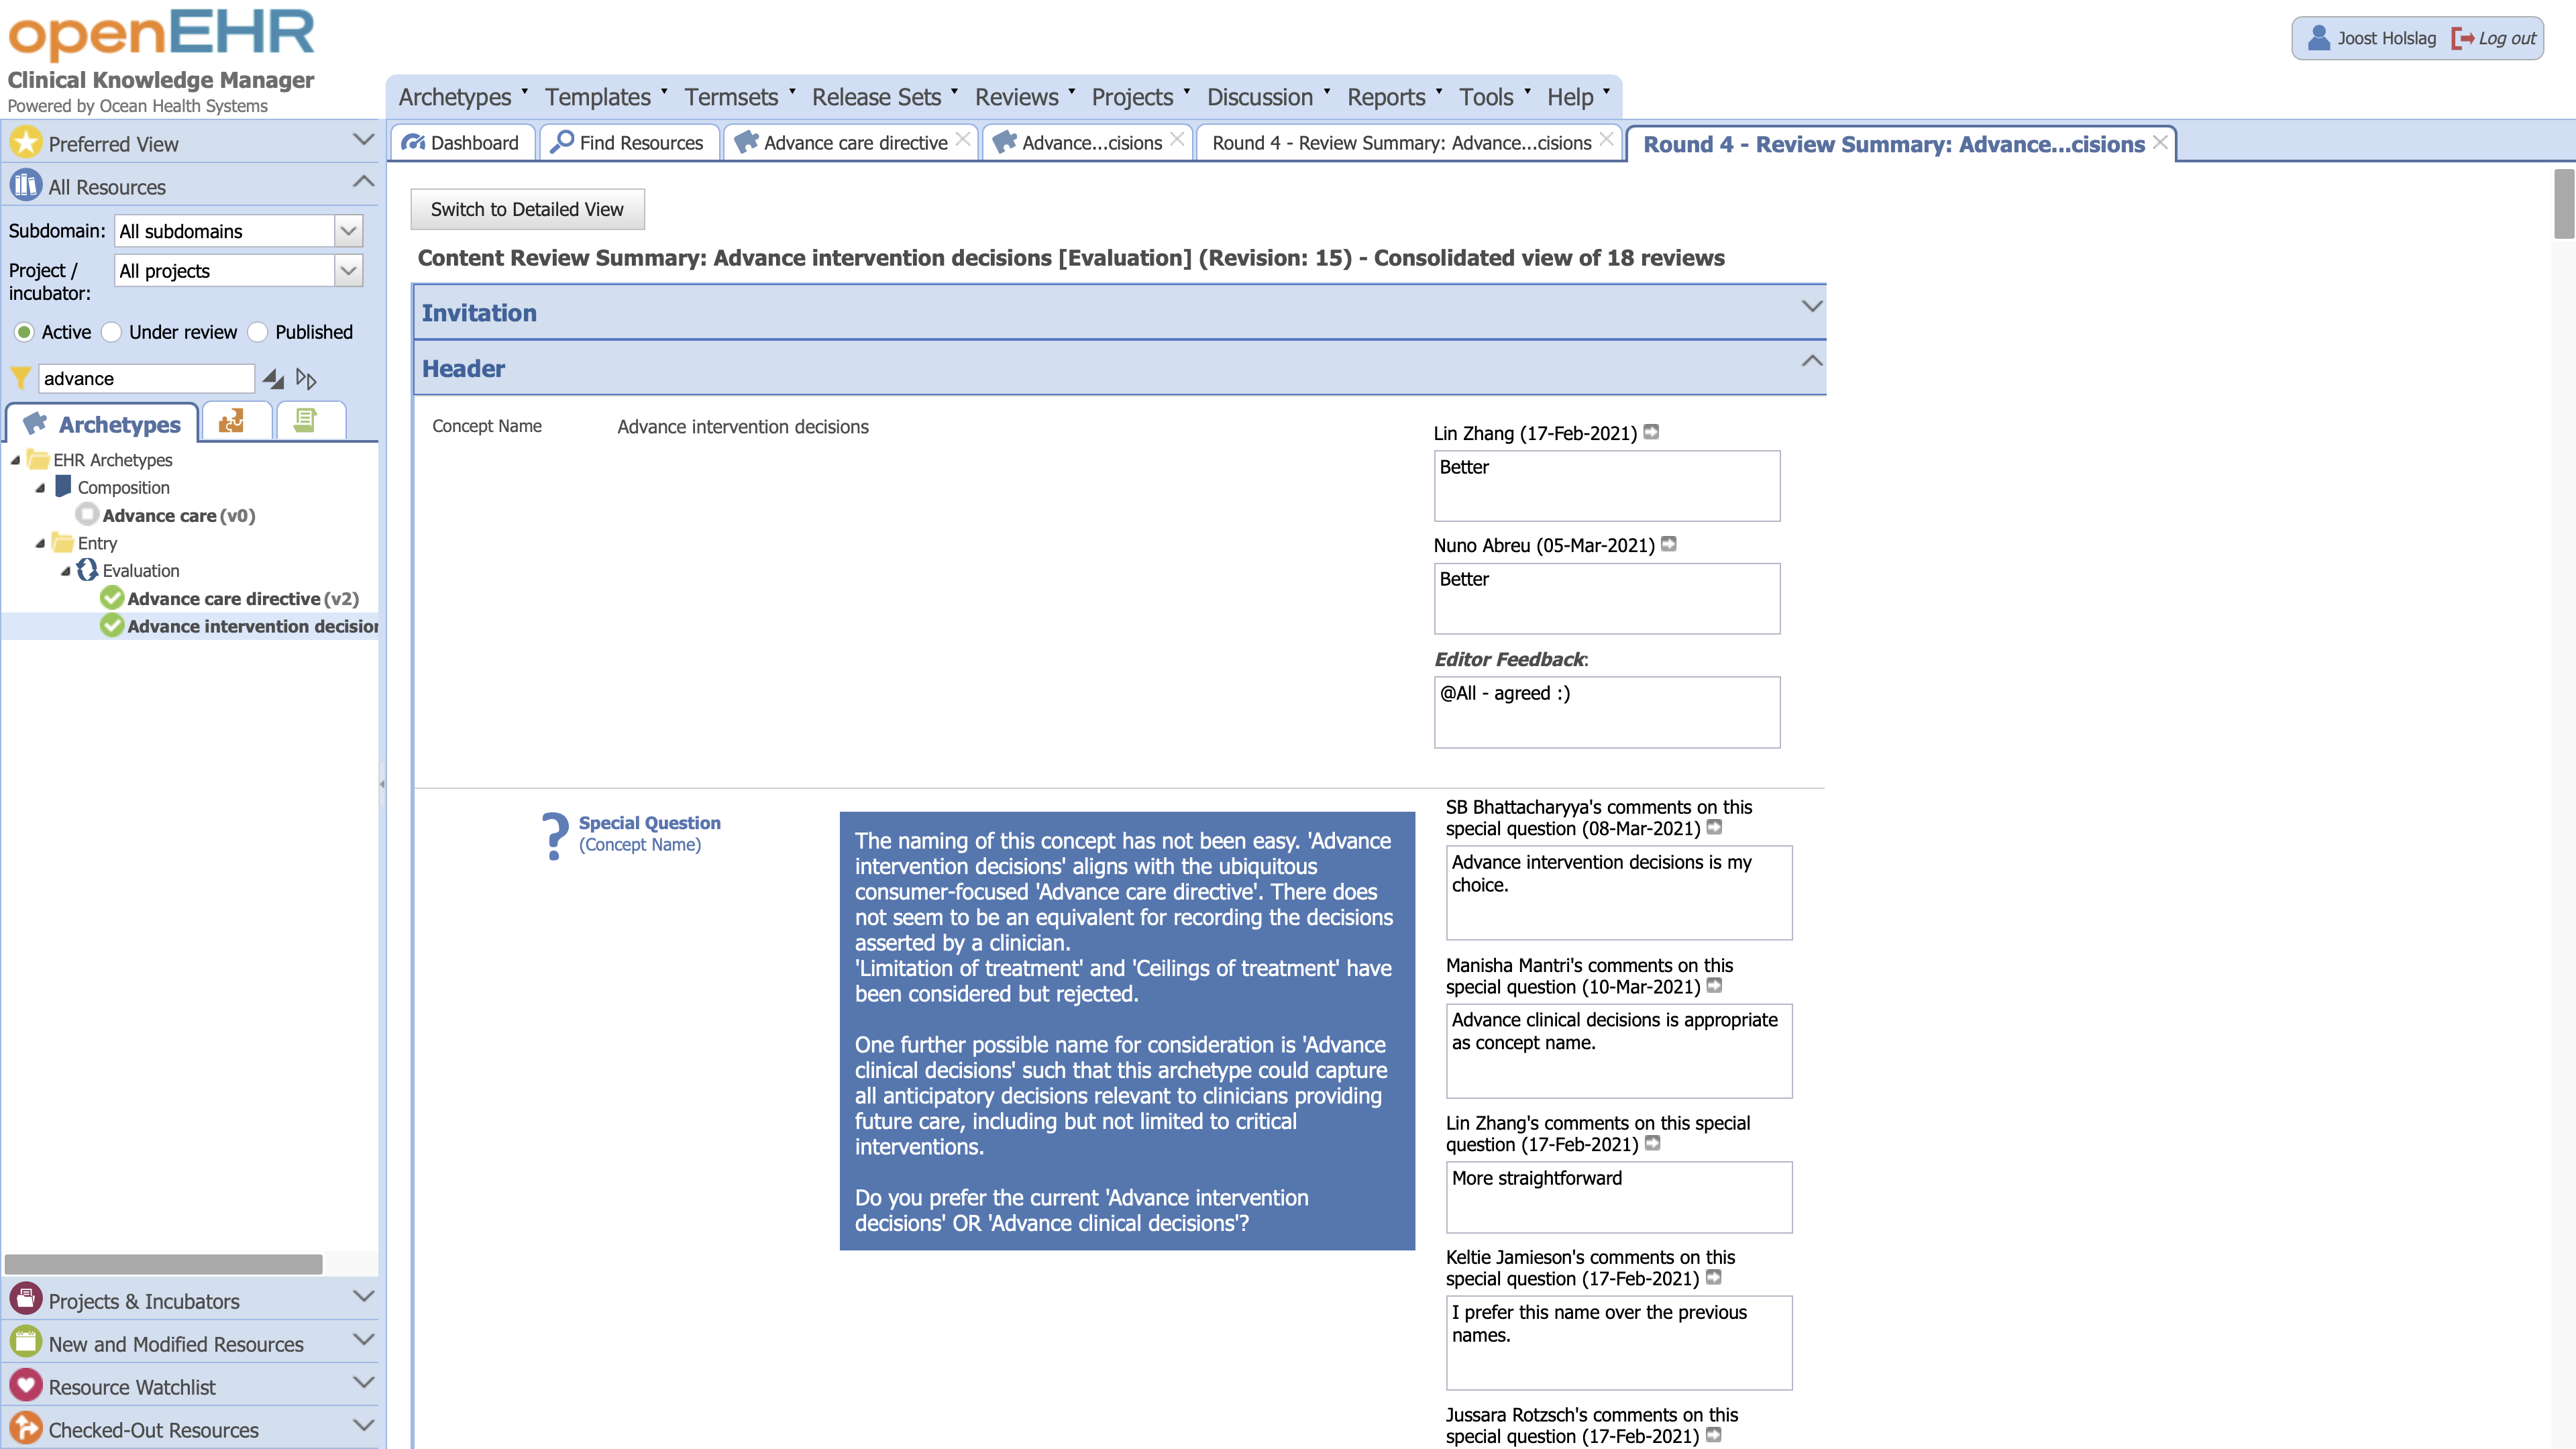 openEHR
Clinical Knowledge Manager
Powered by Ocean Health Systems
Joost Holslag Log out
Archetypes Templates Termsets Release Sets Reviews Projects Discussion Reports Tools Help
Dashboard Find Resources Advance care directive Advance...cisions Round 4 - Review Summary: Advance...cisions Round 4 - Review Summary: Advance...cisions
Preferred View
All Resources
Subdomain: All subdomains
Project / incubator: All projects
Active Under review Published
advance
Archetypes
EHR Archetypes
Composition
Advance care (v0)
Entry
Evaluation
Advance care directive (v2)
Advance intervention decision
Projects & Incubators
New and Modified Resources
Resource Watchlist
Checked-Out Resources
Switch to Detailed View
Content Review Summary: Advance intervention decisions [Evaluation] (Revision: 15) - Consolidated view of 18 reviews
Invitation
Header
Concept Name Advance intervention decisions
Lin Zhang (17-Feb-2021)
Better
Nuno Abreu (05-Mar-2021)
Better
Editor Feedback:
@All - agreed :)
? Special Question
(Concept Name)
The naming of this concept has not been easy. 'Advance
intervention decisions' aligns with the ubiquitous
consumer-focused 'Advance care directive'. There does
not seem to be an equivalent for recording the decisions
asserted by a clinician.
'Limitation of treatment' and 'Ceilings of treatment' have
been considered but rejected.
One further possible name for consideration is 'Advance
clinical decisions' such that this archetype could capture
all anticipatory decisions relevant to clinicians providing
future care, including but not limited to critical
interventions.
Do you prefer the current 'Advance intervention
decisions' OR 'Advance clinical decisions'?
SB Bhattacharyya's comments on this
special question (08-Mar-2021)
Advance intervention decisions is my
choice.
Manisha Mantri's comments on this
special question (10-Mar-2021)
Advance clinical decisions is appropriate
as concept name.
Lin Zhang's comments on this special
question (17-Feb-2021)
More straightforward
Keltie Jamieson's comments on this
special question (17-Feb-2021)
I prefer this name over the previous
names.
Jussara Rotzsch's comments on this
special question (17-Feb-2021)